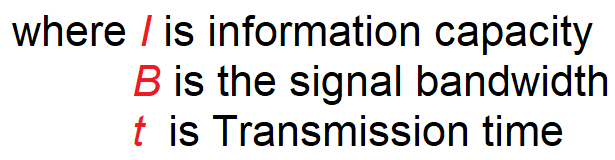 where I is information capacity
B is the signal bandwidth
t is Transmission time